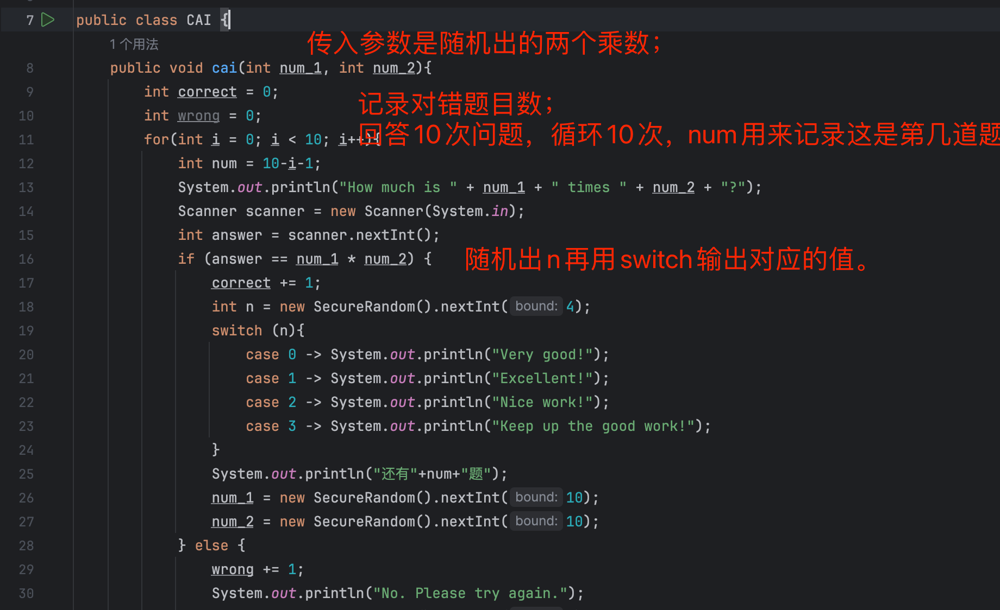 7 public class CAI {
1 个用法
传入参数是随机出的两个乘数；
8 public void cai(int num_1, int num_2){
9 int correct = 0;
记录对错题目数；
10 int wrong = 0;
11 for(int i = 0; i < 10; i++){
回答10次问题，循环10次，num用来记录这是第几道题
12 int num = 10-i-1;
13 System.out.println("How much is " + num_1 + " times " + num_2 + "?");
14 Scanner scanner = new Scanner(System.in);
15 int answer = scanner.nextInt();
16 if (answer == num_1 * num_2) {
随机出n再用switch输出对应的值。
17 correct += 1;
18 int n = new SecureRandom().nextInt( bound: 4);
19 switch (n){
20 case 0 -> System.out.println("Very good!");
21 case 1 -> System.out.println("Excellent!");
22 case 2 -> System.out.println("Nice work!");
23 case 3 -> System.out.println("Keep up the good work!");
24 }
25 System.out.println("还有"+num+"题");
26 num_1 = new SecureRandom().nextInt( bound: 10);
27 num_2 = new SecureRandom().nextInt( bound: 10);
28 } else {
29 wrong += 1;
30 System.out.println("No. Please try again.");